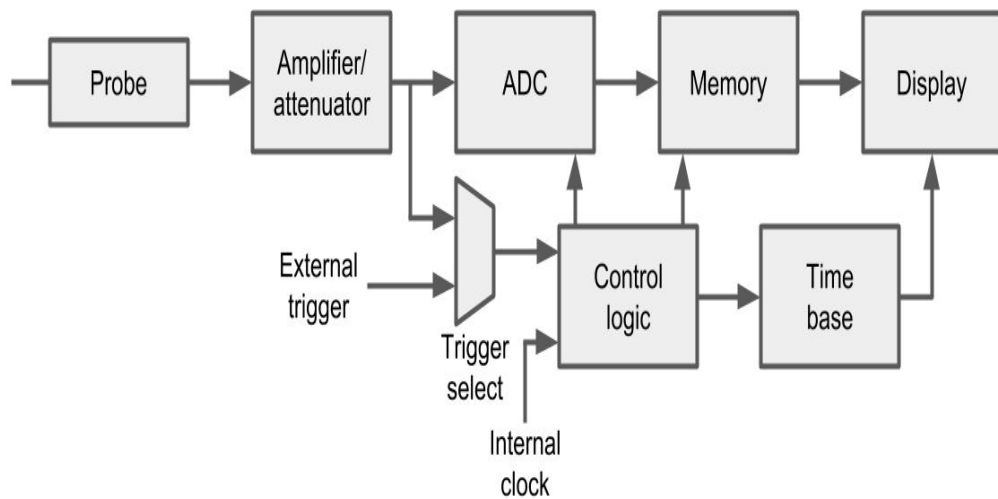 Probe
Amplifier/
attenuator
ADC
Memory
Display
External
trigger
Trigger
select
Control
logic
Time
base
Internal
clock